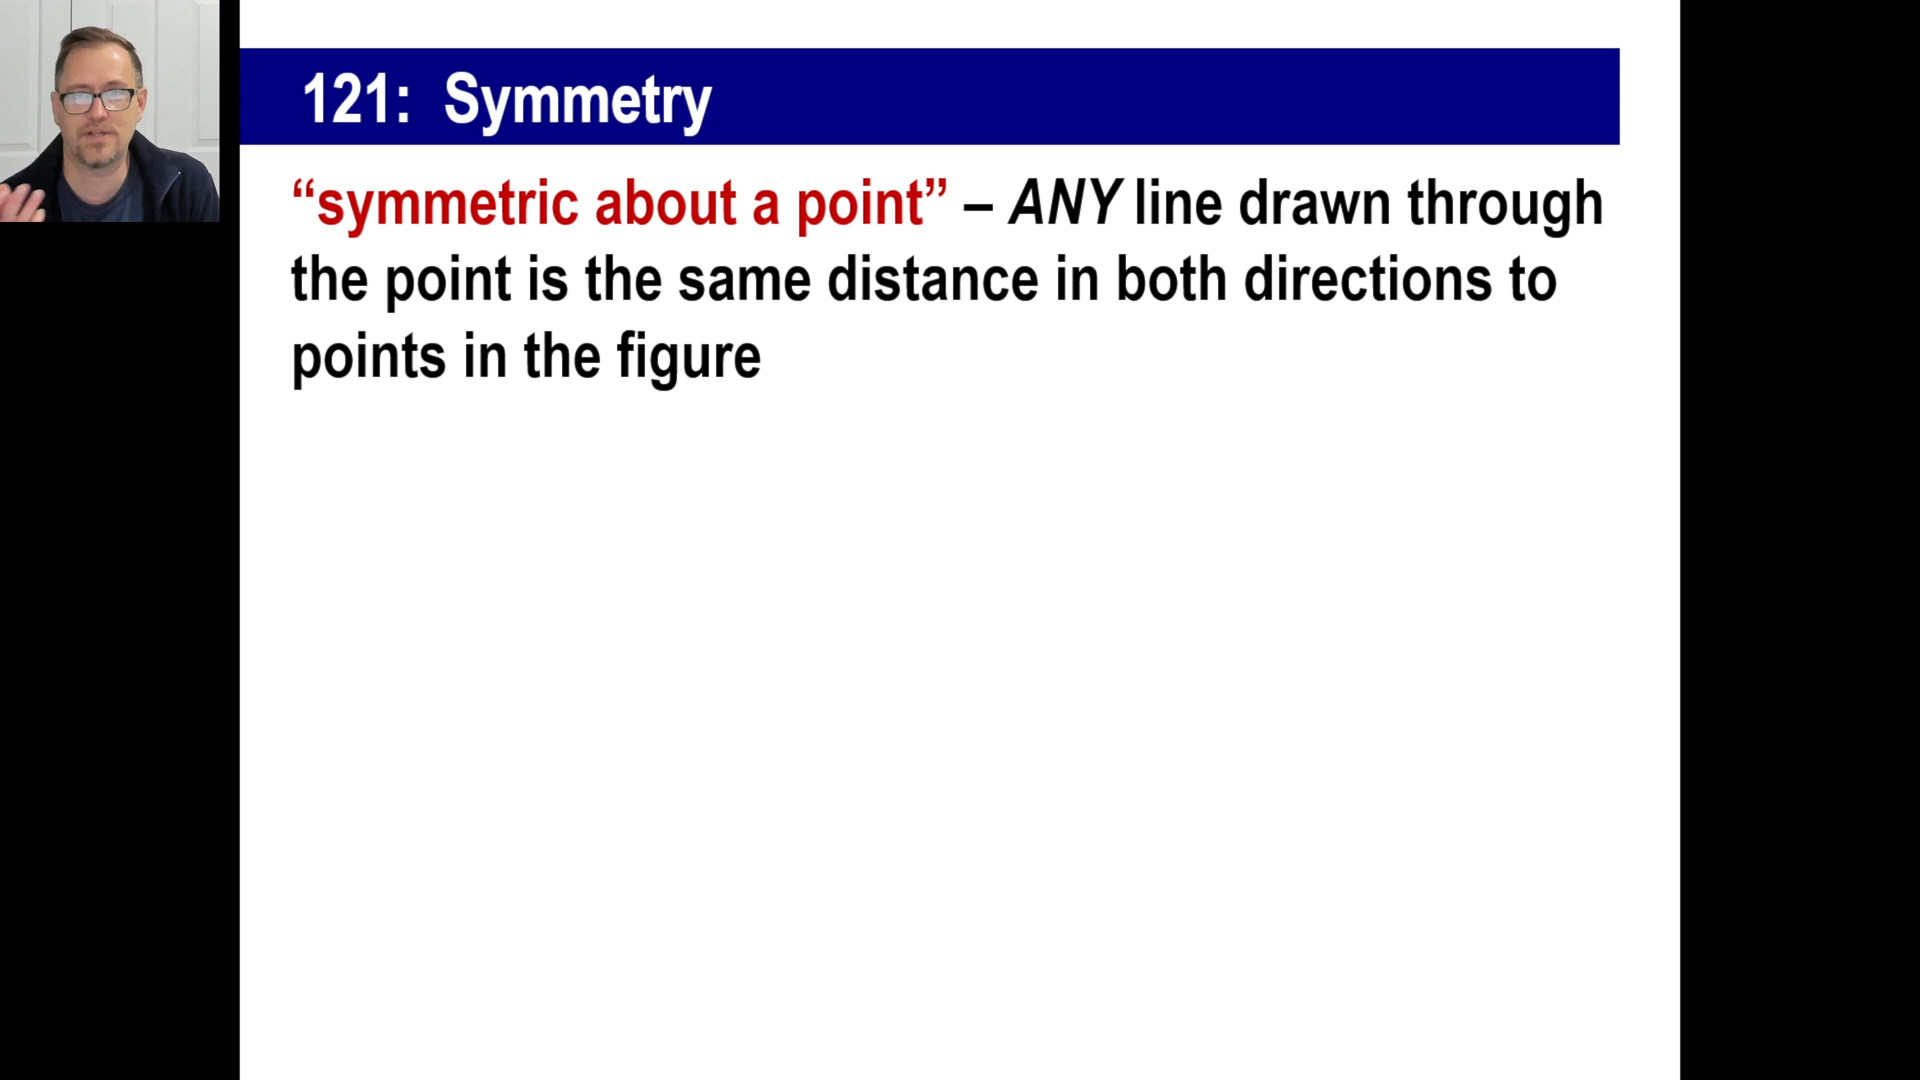 121:  Symmetry
“symmetric about a point” – ANY line drawn through
the point is the same distance in both directions to
points in the figure